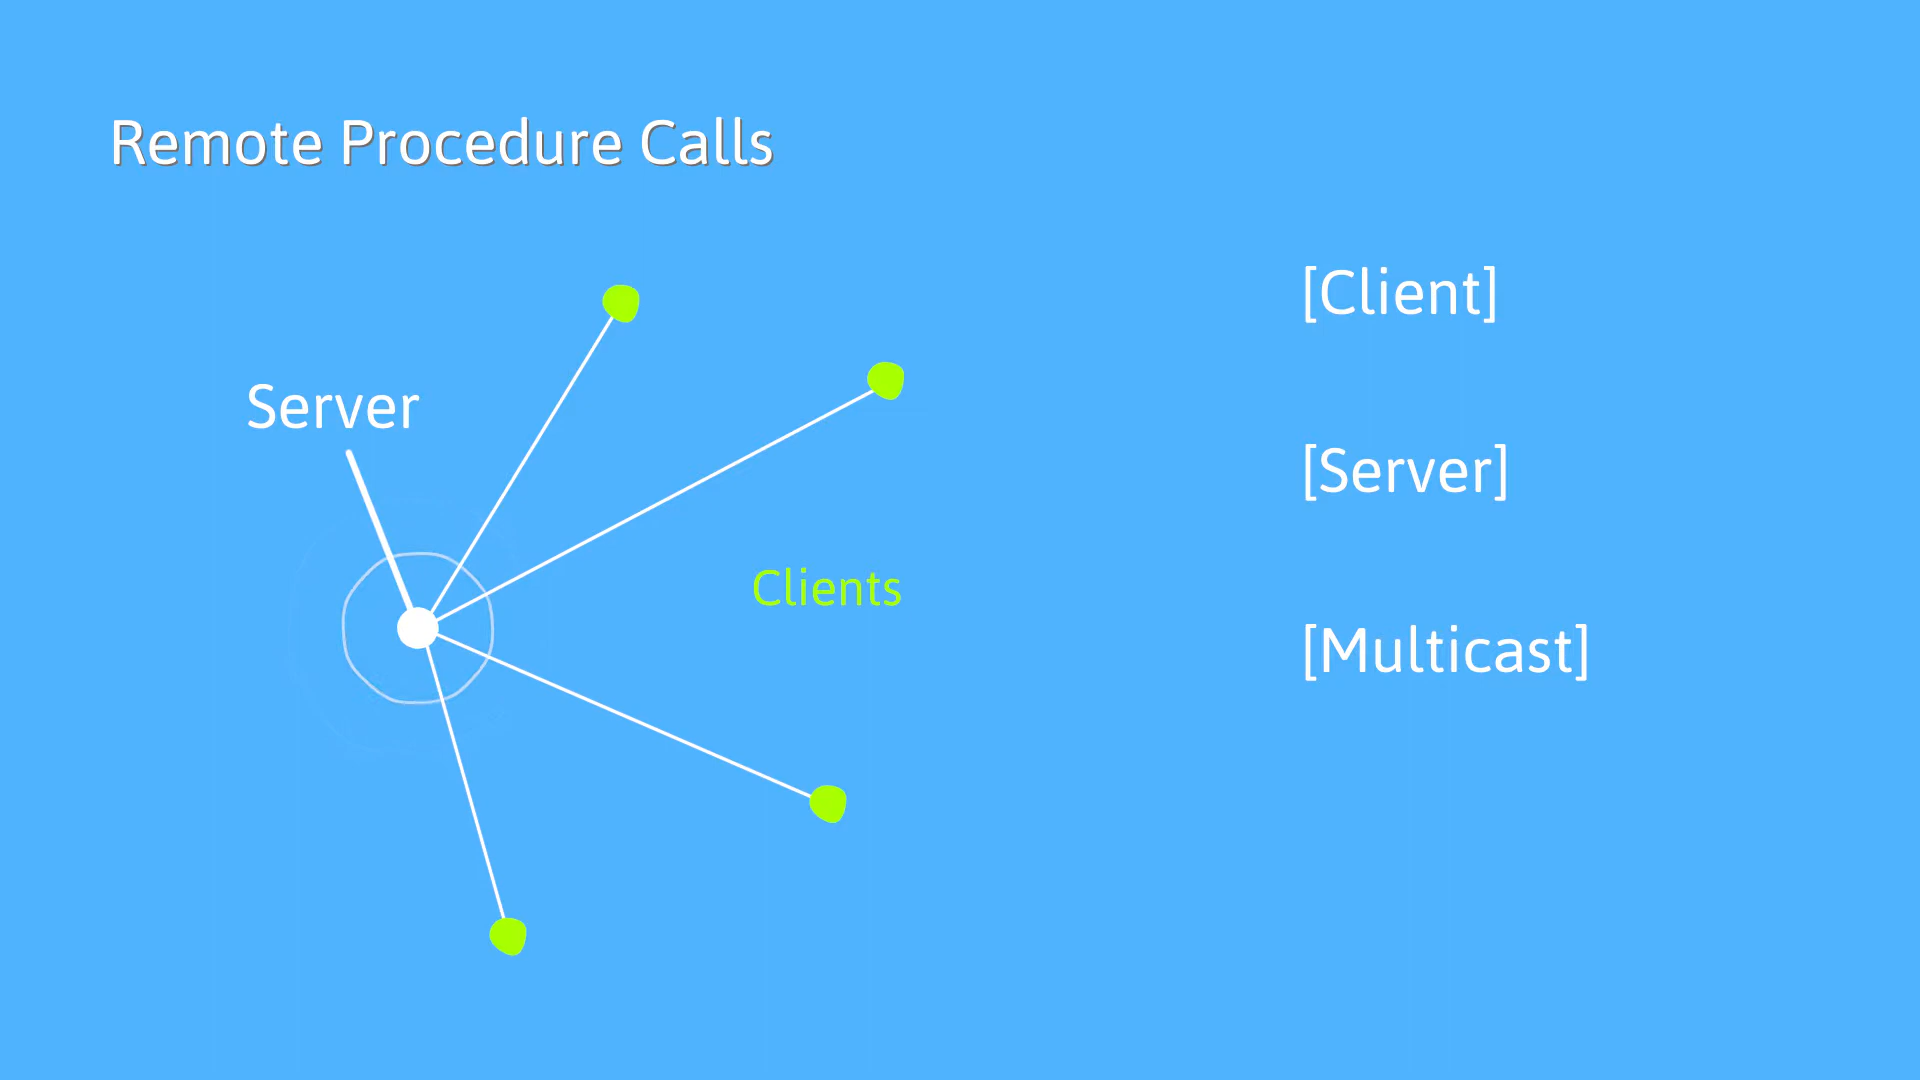 Remote Procedure Calls
Server
Clients
[Client]
[Server]
[Multicast]